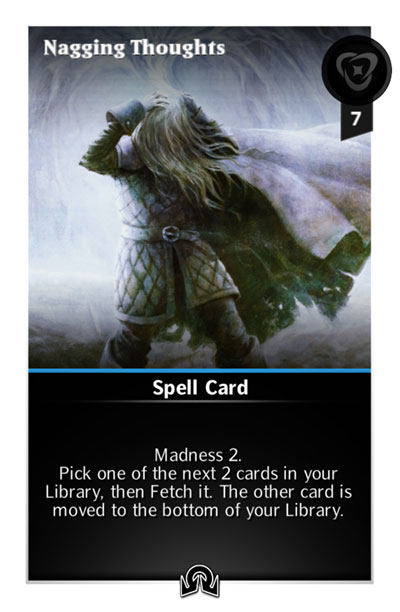 Nagging Thoughts
7
Spell Card
Madness 2.
Pick one of the next 2 cards in your
Library, then Fetch it. The other card is
moved to the bottom of your Library.